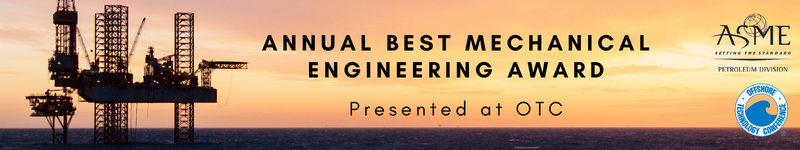 ANNUAL BEST MECHANICAL
ENGINEERING AWARD
Presented at OTC
ASME
SETTING THE STANDARD
PETROLEUM DIVISION
OFFSHORE
TECHNOLOGY CONFERENCE